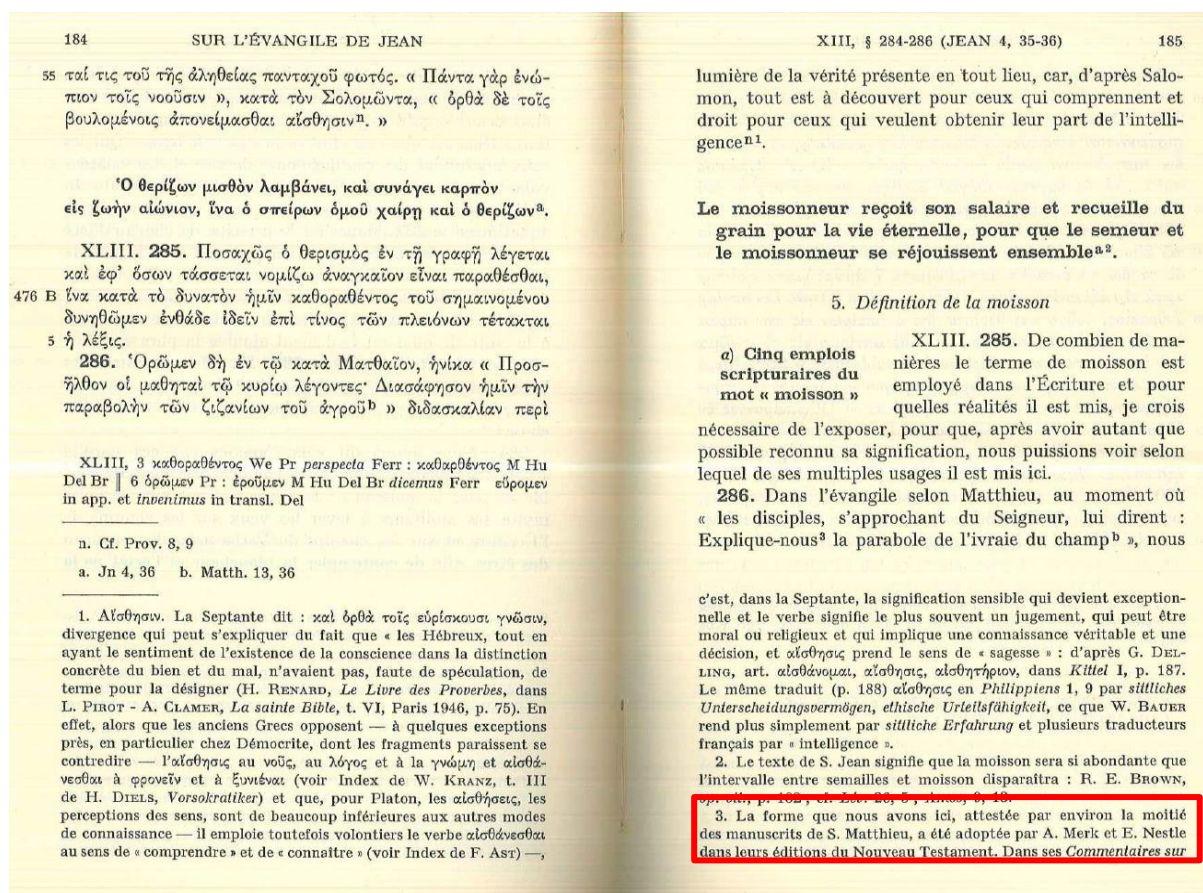 184 SUR L'ÉVANGILE DE JEAN
55 ταί τις τοῦ τῆς ἀληθείας πανταχοῦ φωτός. « Πάντα γὰρ ἐνώ-
πιον τοῖς νοοῦσιν », κατὰ τὸν Σολομῶντα, « ὀρθὰ δὲ τοῖς
βουλομένοις ἀπονείμασθαι αἴσθησινⁿ. »
Ὁ θερίζων μισθὸν λαμβάνει, καὶ συνάγει καρπὸν
εἰς ζωὴν αἰώνιον, ἵνα ὁ σπείρων ὁμοῦ χαίρῃ καὶ ὁ θερίζωνᵃ.
XLIII. 285. Ποσαχῶς ὁ θερισμὸς ἐν τῇ γραφῇ λέγεται
καὶ ἐφ' ὅσων τάσσεται νομίζω ἀναγκαῖον εἶναι παραθέσθαι,
476 B ἵνα κατὰ τὸ δυνατὸν ἡμῖν καθοραθέντος τοῦ σημαινομένου
δυνηθῶμεν ἐνθάδε ἰδεῖν ἐπὶ τίνος τῶν πλειόνων τέτακται
5 ἡ λέξις.
286. Ὁρῶμεν δὴ ἐν τῷ κατὰ Ματθαῖον, ἡνίκα « Προσ-
ῆλθον οἱ μαθηταὶ τῷ κυρίῳ λέγοντες· Διασάφησον ἡμῖν τὴν
παραβολὴν τῶν ζιζανίων τοῦ ἀγροῦᵇ » διδασκαλίαν περὶ
XLIII, 3 καθοραθέντος We Pr perspecta Ferr : καθαρθέντος M Hu
Del Br ‖ 6 ὁρῶμεν Pr : ἐροῦμεν M Hu Del Br dicemus Ferr εὕρομεν
in app. et invenimus in transl. Del
n. Cf. Prov. 8, 9
a. Jn 4, 36 b. Matth. 13, 36
1. Αἴσθησιν. La Septante dit : καὶ ὀρθὰ τοῖς εὑρίσκουσι γνῶσιν,
divergence qui peut s'expliquer du fait que « les Hébreux, tout en
ayant le sentiment de l'existence de la conscience dans la distinction
concrète du bien et du mal, n'avaient pas, faute de spéculation, de
terme pour la désigner (H. RENARD, Le Livre des Proverbes, dans
L. PIROT - A. CLAMER, La sainte Bible, t. VI, Paris 1946, p. 75). En
effet, alors que les anciens Grecs opposent — à quelques exceptions
près, en particulier chez Démocrite, dont les fragments paraissent se
contredire — l'αἴσθησις au νοῦς, au λόγος et à la γνώμη et αἰσθά-
νεσθαι à φρονεῖν et à ξυνιέναι (voir Index de W. KRANZ, t. III
de H. DIELS, Vorsokratiker) et que, pour Platon, les αἰσθήσεις, les
perceptions des sens, sont de beaucoup inférieures aux autres modes
de connaissance — il emploie toutefois volontiers le verbe αἰσθάνεσθαι
au sens de « comprendre » et de « connaître » (voir Index de F. AST) —,
XIII, § 284-286 (JEAN 4, 35-36) 185
lumière de la vérité présente en tout lieu, car, d'après Salo-
mon, tout est à découvert pour ceux qui comprennent et
droit pour ceux qui veulent obtenir leur part de l'intelli-
genceⁿ¹.
Le moissonneur reçoit son salaire et recueille du
grain pour la vie éternelle, pour que le semeur et
le moissonneur se réjouissent ensembleᵃ².
5. Définition de la moisson
a) Cinq emplois
scripturaires du
mot « moisson »
XLIII. 285. De combien de ma-
nières le terme de moisson est
employé dans l'Écriture et pour
quelles réalités il est mis, je crois
nécessaire de l'exposer, pour que, après avoir autant que
possible reconnu sa signification, nous puissions voir selon
lequel de ses multiples usages il est mis ici.
286. Dans l'évangile selon Matthieu, au moment où
« les disciples, s'approchant du Seigneur, lui dirent :
Explique-nous³ la parabole de l'ivraie du champᵇ », nous
c'est, dans la Septante, la signification sensible qui devient exception-
nelle et le verbe signifie le plus souvent un jugement, qui peut être
moral ou religieux et qui implique une connaissance véritable et une
décision, et αἴσθησις prend le sens de « sagesse » : d'après G. DEL-
LING, art. αἰσθάνομαι, αἴσθησις, αἰσθητήριον, dans Kittel I, p. 187.
Le même traduit (p. 188) αἴσθησις en Philippiens 1, 9 par sittliches
Unterscheidungsvermögen, ethische Urteilsfähigkeit, ce que W. BAUER
rend plus simplement par sittliche Erfahrung et plusieurs traducteurs
français par « intelligence ».
2. Le texte de S. Jean signifie que la moisson sera si abondante que
l'intervalle entre semailles et moisson disparaîtra : R. E. BROWN,
op. cit., p. 182 ; cf. Lév. 26, 5 ; Amos, 9, 13.
3. La forme que nous avons ici, attestée par environ la moitié
des manuscrits de S. Matthieu, a été adoptée par A. Merk et E. Nestle
dans leurs éditions du Nouveau Testament. Dans ses Commentaires sur